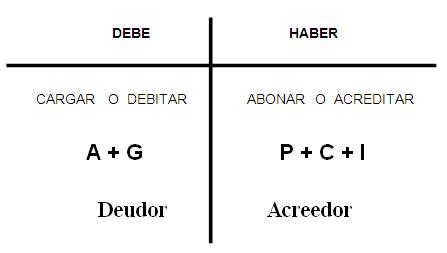 DEBE HABER
CARGAR O DEBITAR ABONAR O ACREDITAR
A + G P + C + I
Deudor Acreedor